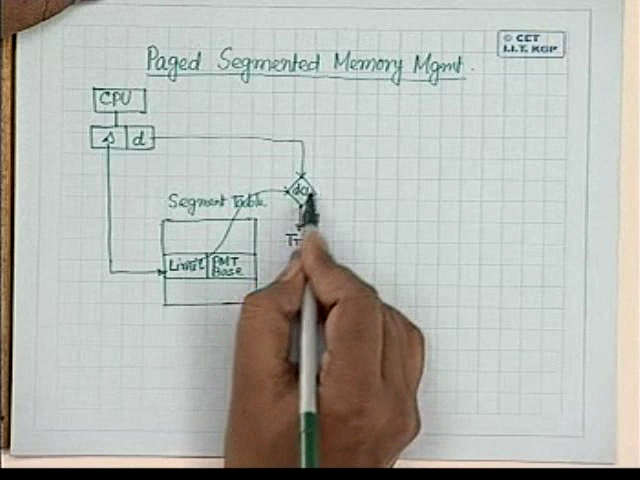 © CET
I.I.T. KGP
Paged Segmented Memory Mgmt.
CPU
s d
Segment Table
Limit PMT
Base